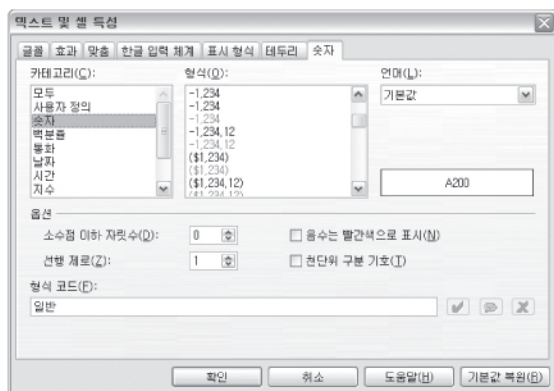 텍스트 및 셀 특성
글꼴 효과 맞춤 한글 입력 체계 표시 형식 테두리 숫자
카테고리(C): 형식(O): 언어(L):
모두
사용자 정의
숫자
백분율
통화
날짜
시간
지수
-1,234
-1,234
-1,234
-1,234,12
-1,234,12
($1,234)
($1,234)
($1,234,12)
($1,234,12)
기본값
A200
옵션
소수점 이하 자릿수(D): 0 음수는 빨간색으로 표시(N)
선행 제로(Z): 1 천단위 구분 기호(T)
형식 코드(F):
일반
확인 취소 도움말(H) 기본값 복원(R)